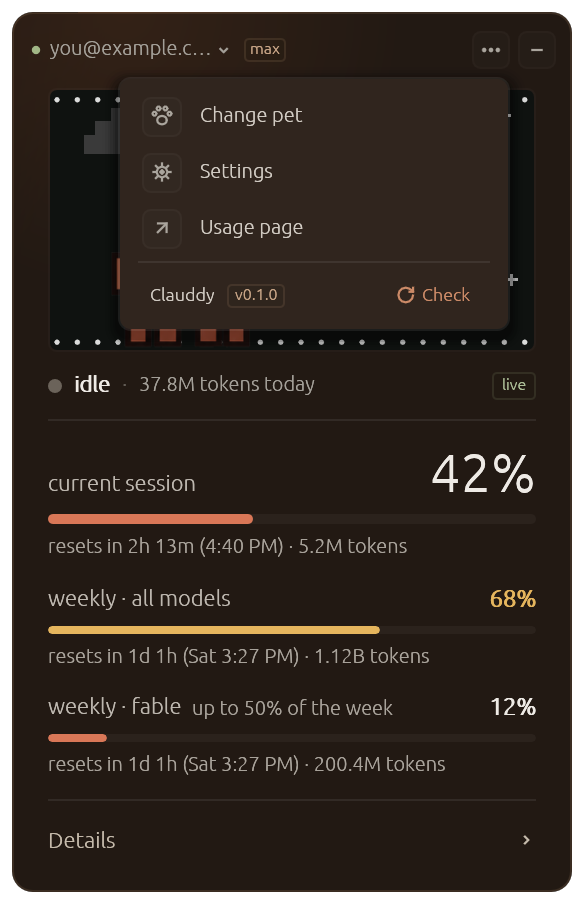 you@example.c... max
Change pet
Settings
Usage page
Clauddy v0.1.0 Check
idle · 37.8M tokens today live
current session 42%
resets in 2h 13m (4:40 PM) · 5.2M tokens
weekly · all models 68%
resets in 1d 1h (Sat 3:27 PM) · 1.12B tokens
weekly · fable up to 50% of the week 12%
resets in 1d 1h (Sat 3:27 PM) · 200.4M tokens
Details